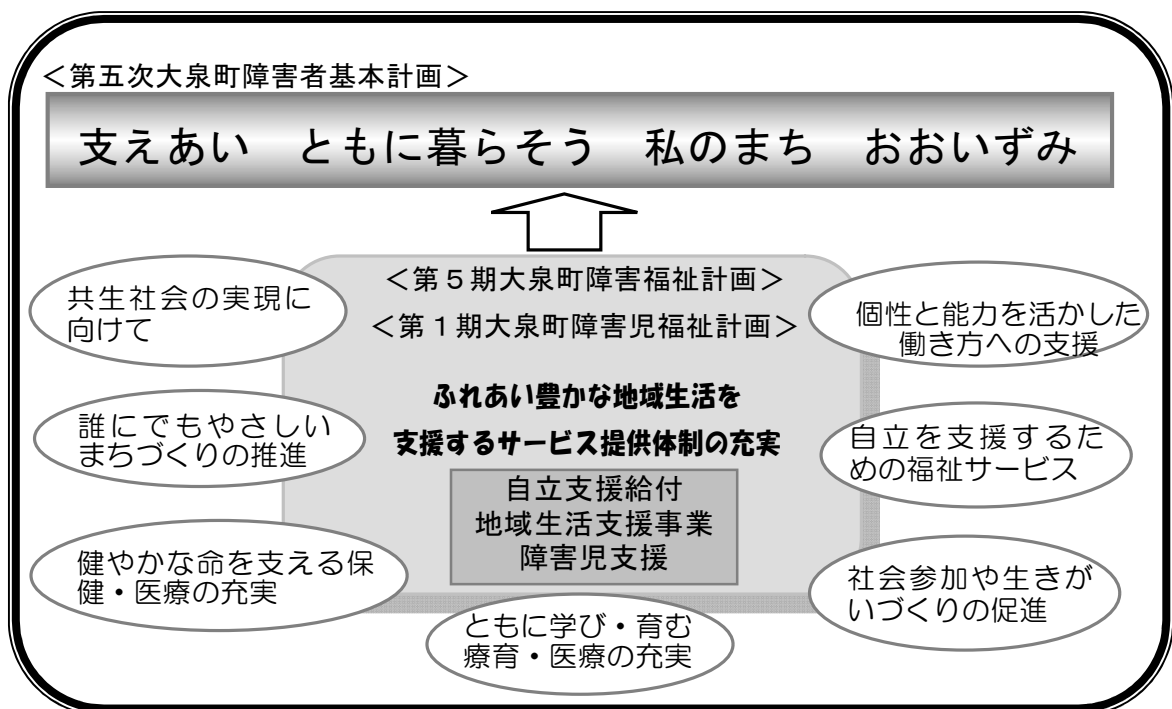 ＜第五次大泉町障害者基本計画＞
支えあい　ともに暮らそう　私のまち　おおいずみ
＜第５期大泉町障害福祉計画＞
＜第１期大泉町障害児福祉計画＞
ふれあい豊かな地域生活を
支援するサービス提供体制の充実
自立支援給付
地域生活支援事業
障害児支援
共生社会の実現に
向けて
誰にでもやさしい
まちづくりの推進
健やかな命を支える保
健・医療の充実
ともに学び・育む
療育・医療の充実
個性と能力を活かした
働き方への支援
自立を支援するた
めの福祉サービス
社会参加や生きが
いづくりの促進